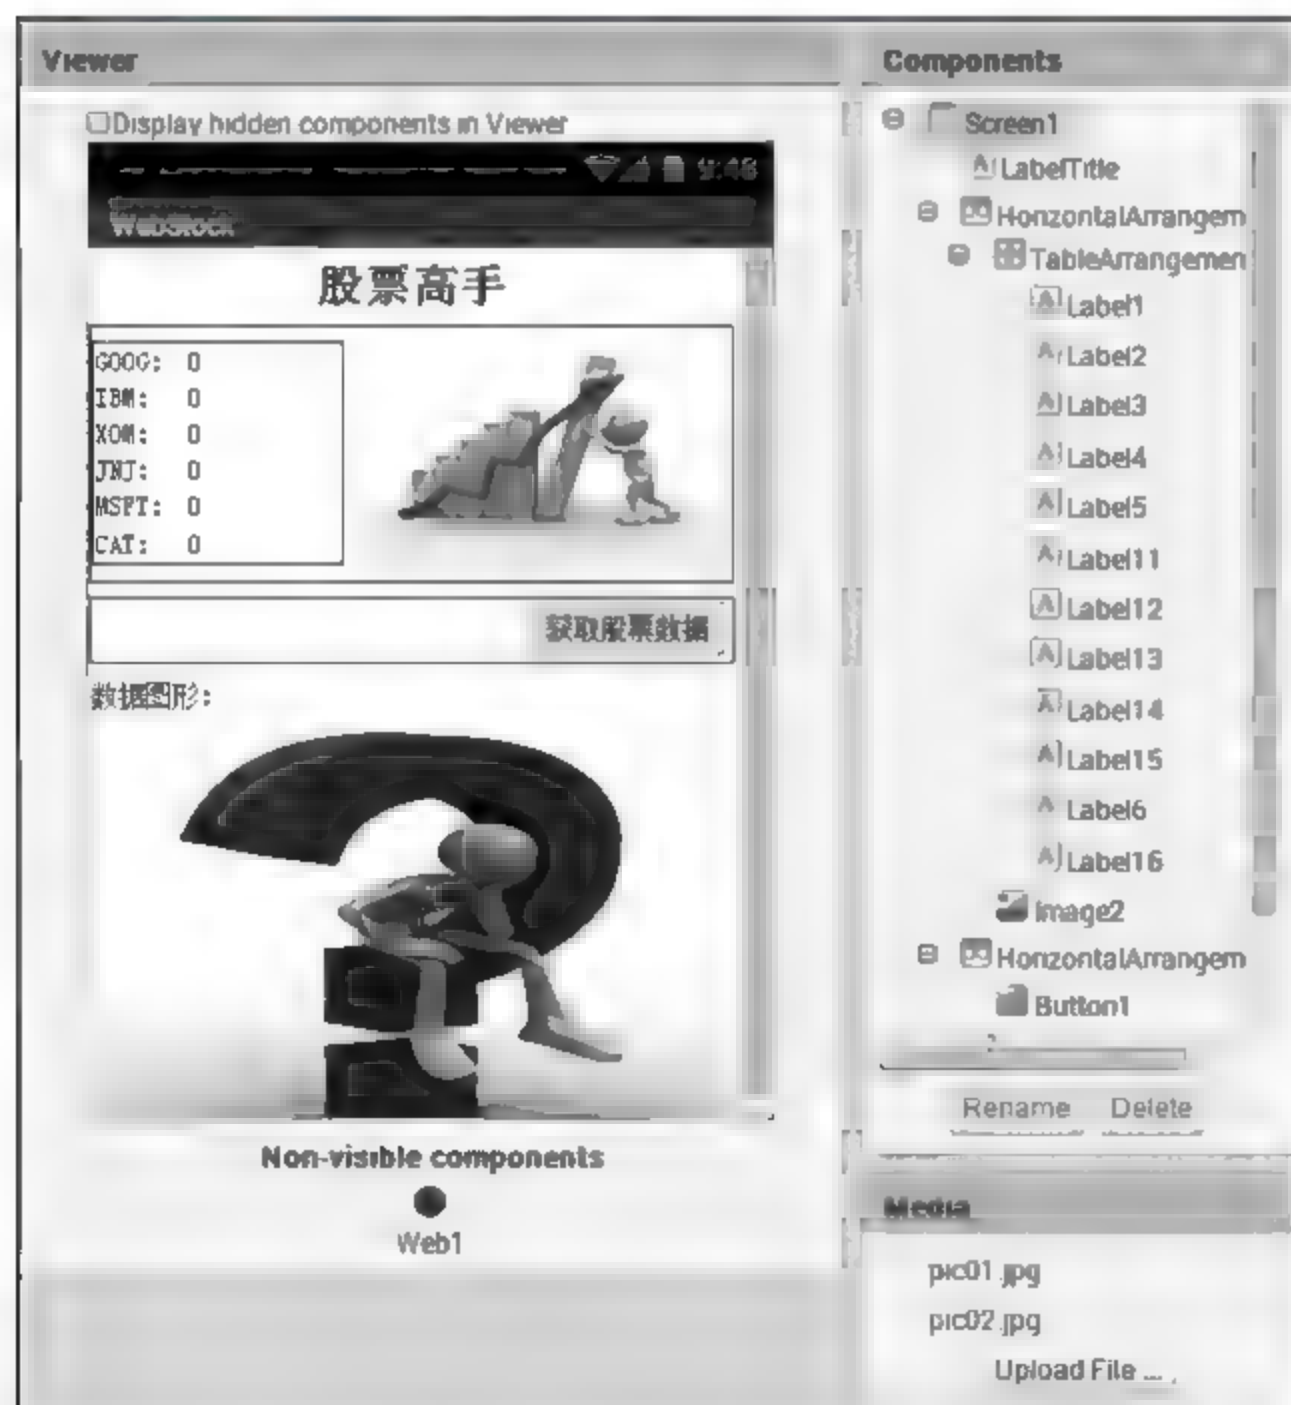 Viewer
Display hidden components in Viewer
9:48
WebStock
股票高手
GOOG: 0
IBM: 0
XOM: 0
JNJ: 0
MSFT: 0
CAT: 0
获取股票数据
数据图形:
Non-visible components
Web1
Components
Screen1
LabelTitle
HorizontalArrangem
TableArrangemen
Label1
Label2
Label3
Label4
Label5
Label11
Label12
Label13
Label14
Label15
Label6
Label16
Image2
HorizontalArrangem
Button1
Rename Delete
Media
pic01.jpg
pic02.jpg
Upload File ...